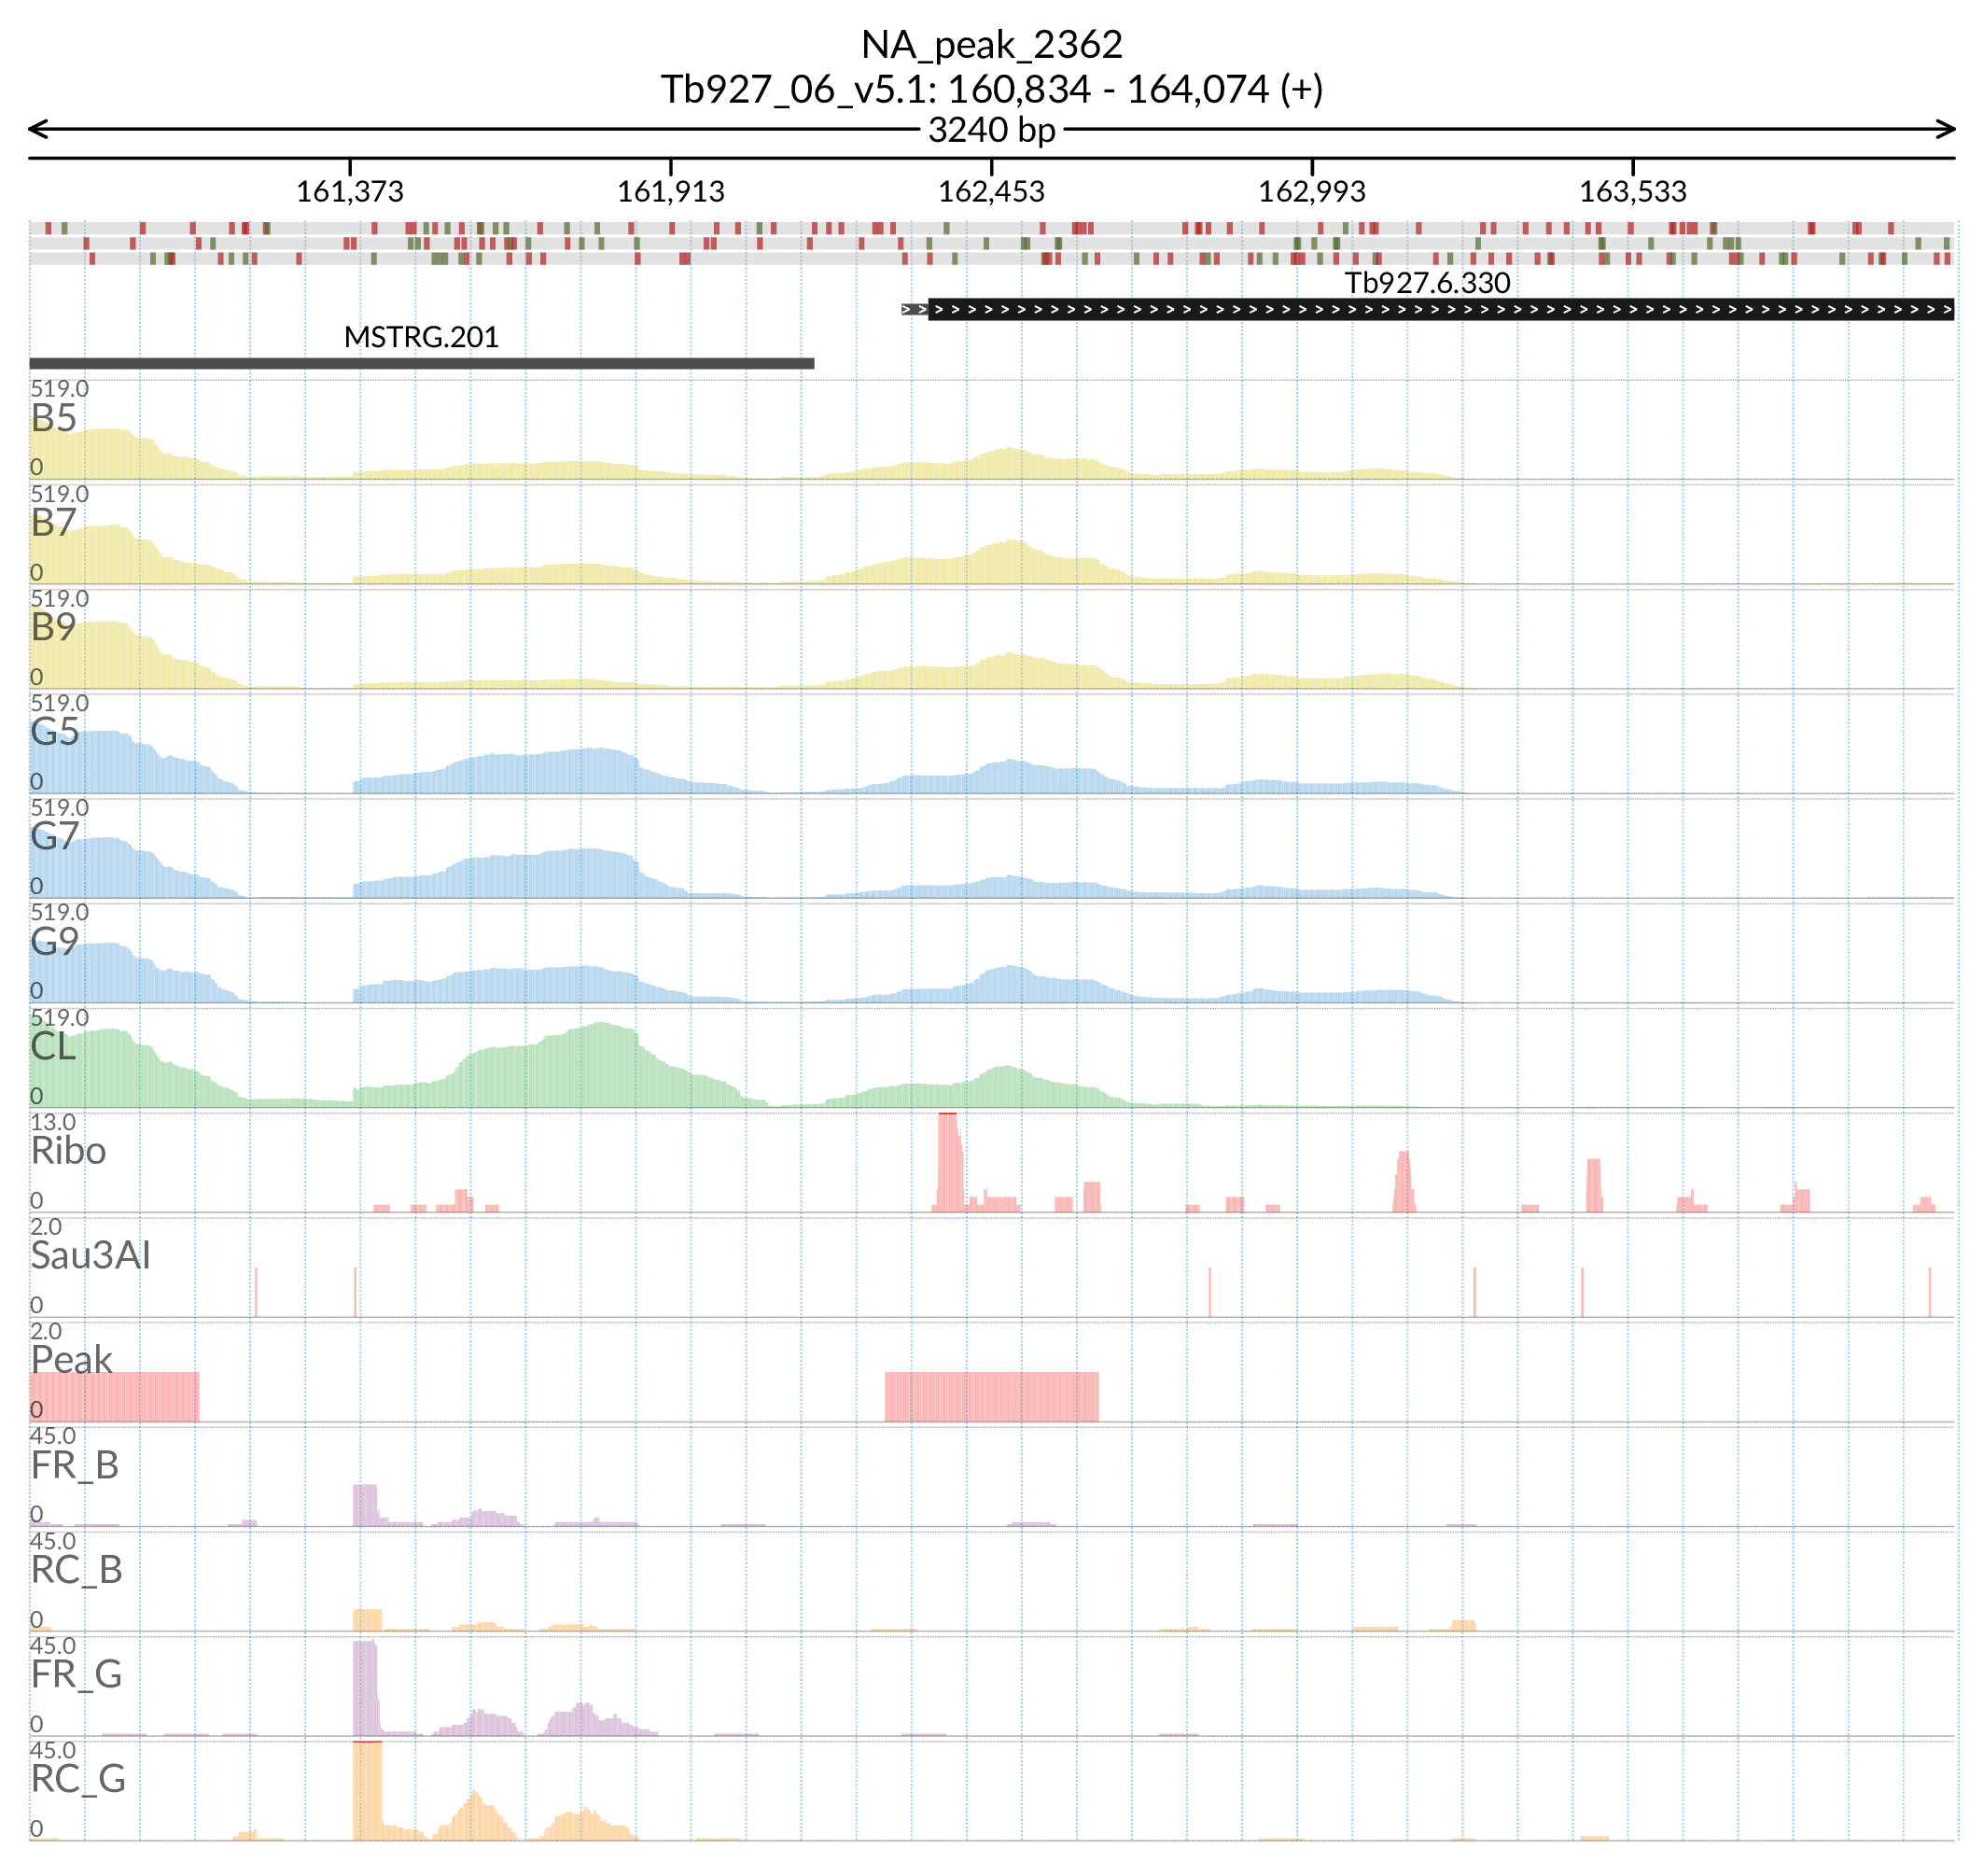 NA_peak_2362
Tb927_06_v5.1: 160,834 - 164,074 (+)
3240 bp
161,373 161,913 162,453 162,993 163,533
Tb927.6.330
MSTRG.201
519.0
B5
0
519.0
B7
0
519.0
B9
0
519.0
G5
0
519.0
G7
0
519.0
G9
0
519.0
CL
0
13.0
Ribo
0
2.0
Sau3AI
0
2.0
Peak
0
45.0
FR_B
0
45.0
RC_B
0
45.0
FR_G
0
45.0
RC_G
0